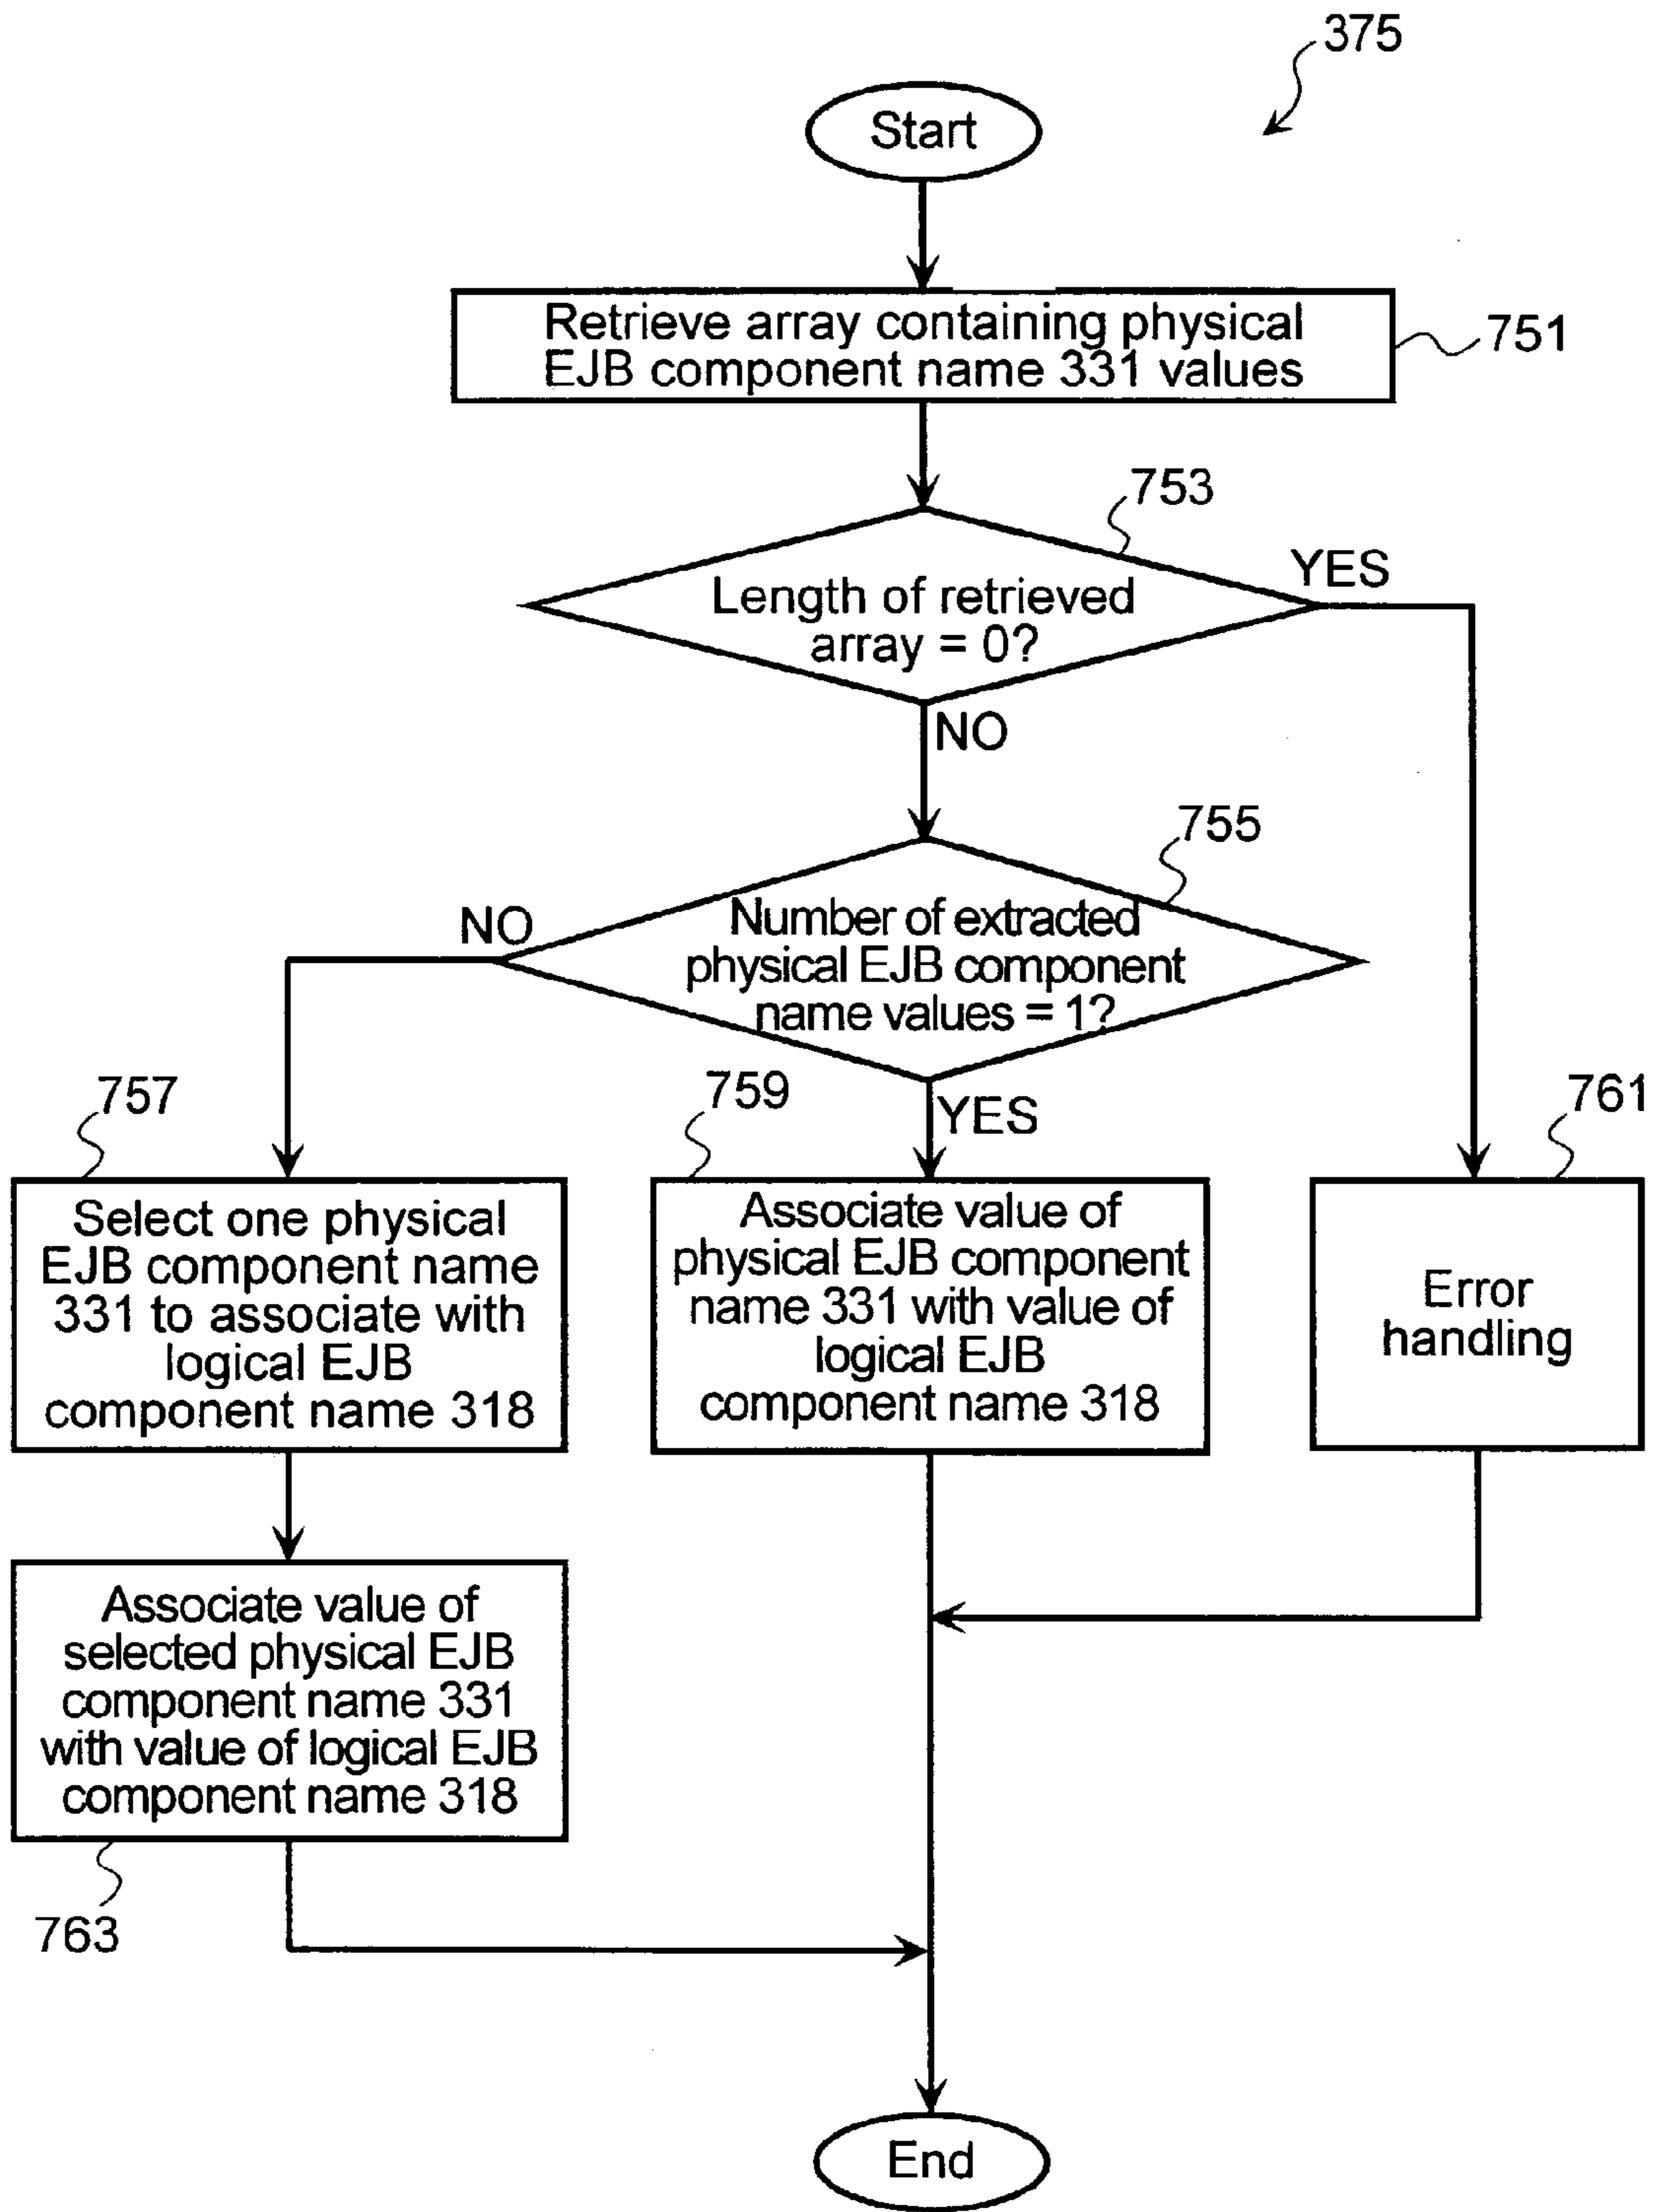 375
Start
Retrieve array containing physical
EJB component name 331 values
751
753
Length of retrieved
array = 0?
YES
NO
755
Number of extracted
physical EJB component
name values = 1?
NO
YES
757
Select one physical
EJB component name
331 to associate with
logical EJB
component name 318
759
Associate value of
physical EJB component
name 331 with value of
logical EJB
component name 318
761
Error
handling
Associate value of
selected physical EJB
component name 331
with value of logical EJB
component name 318
763
End